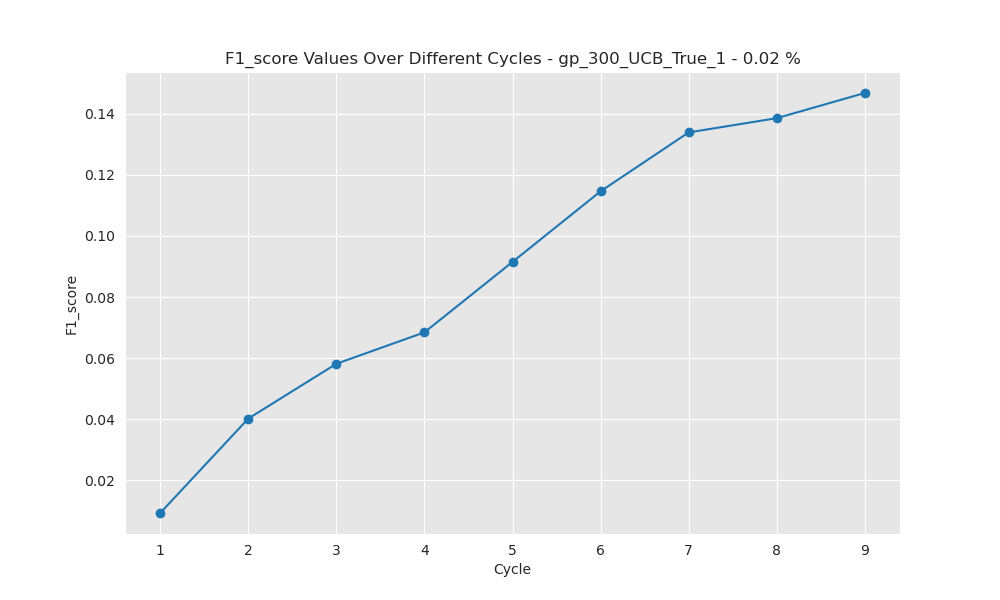 F1_score Values Over Different Cycles - gp_300_UCB_True_1 - 0.02 %
0.14
0.12
0.10
0.08
0.06
0.04
0.02
F1_score
1 2 3 4 5 6 7 8 9
Cycle